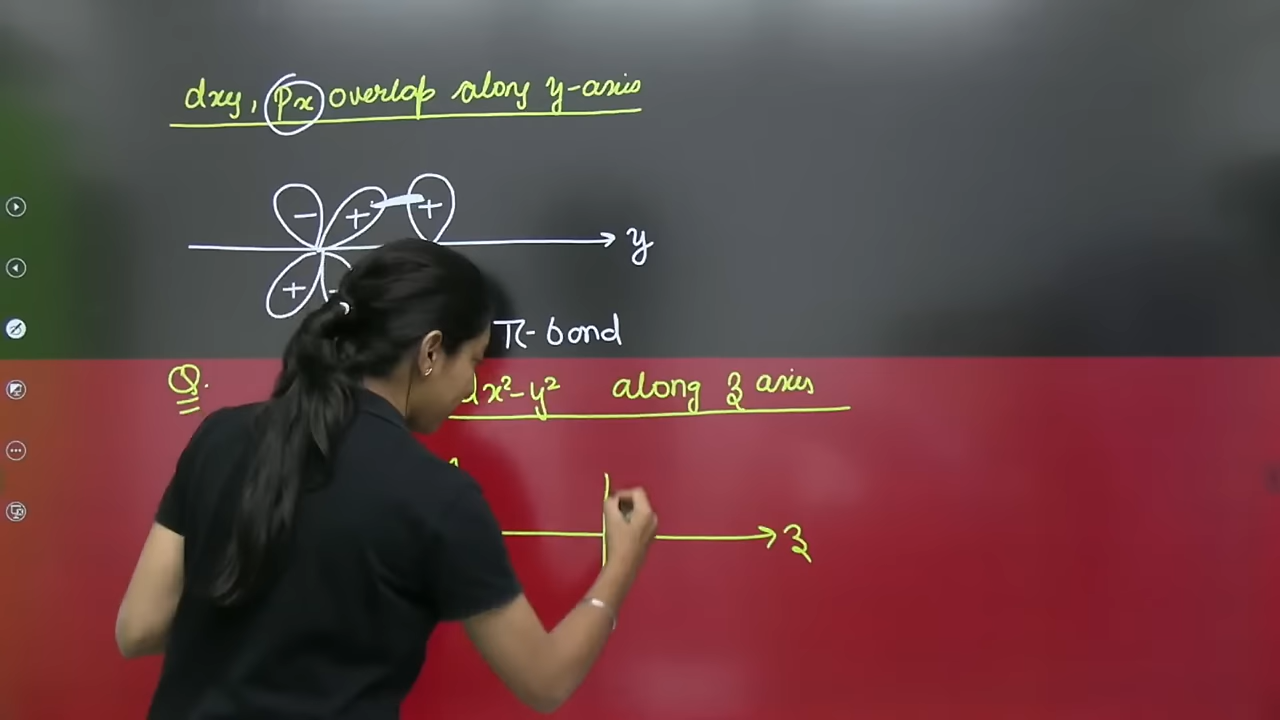 dxy, px overlap along y-axis
- + +
y
+ -
π-bond
Q. dx²-y² along z axis
z